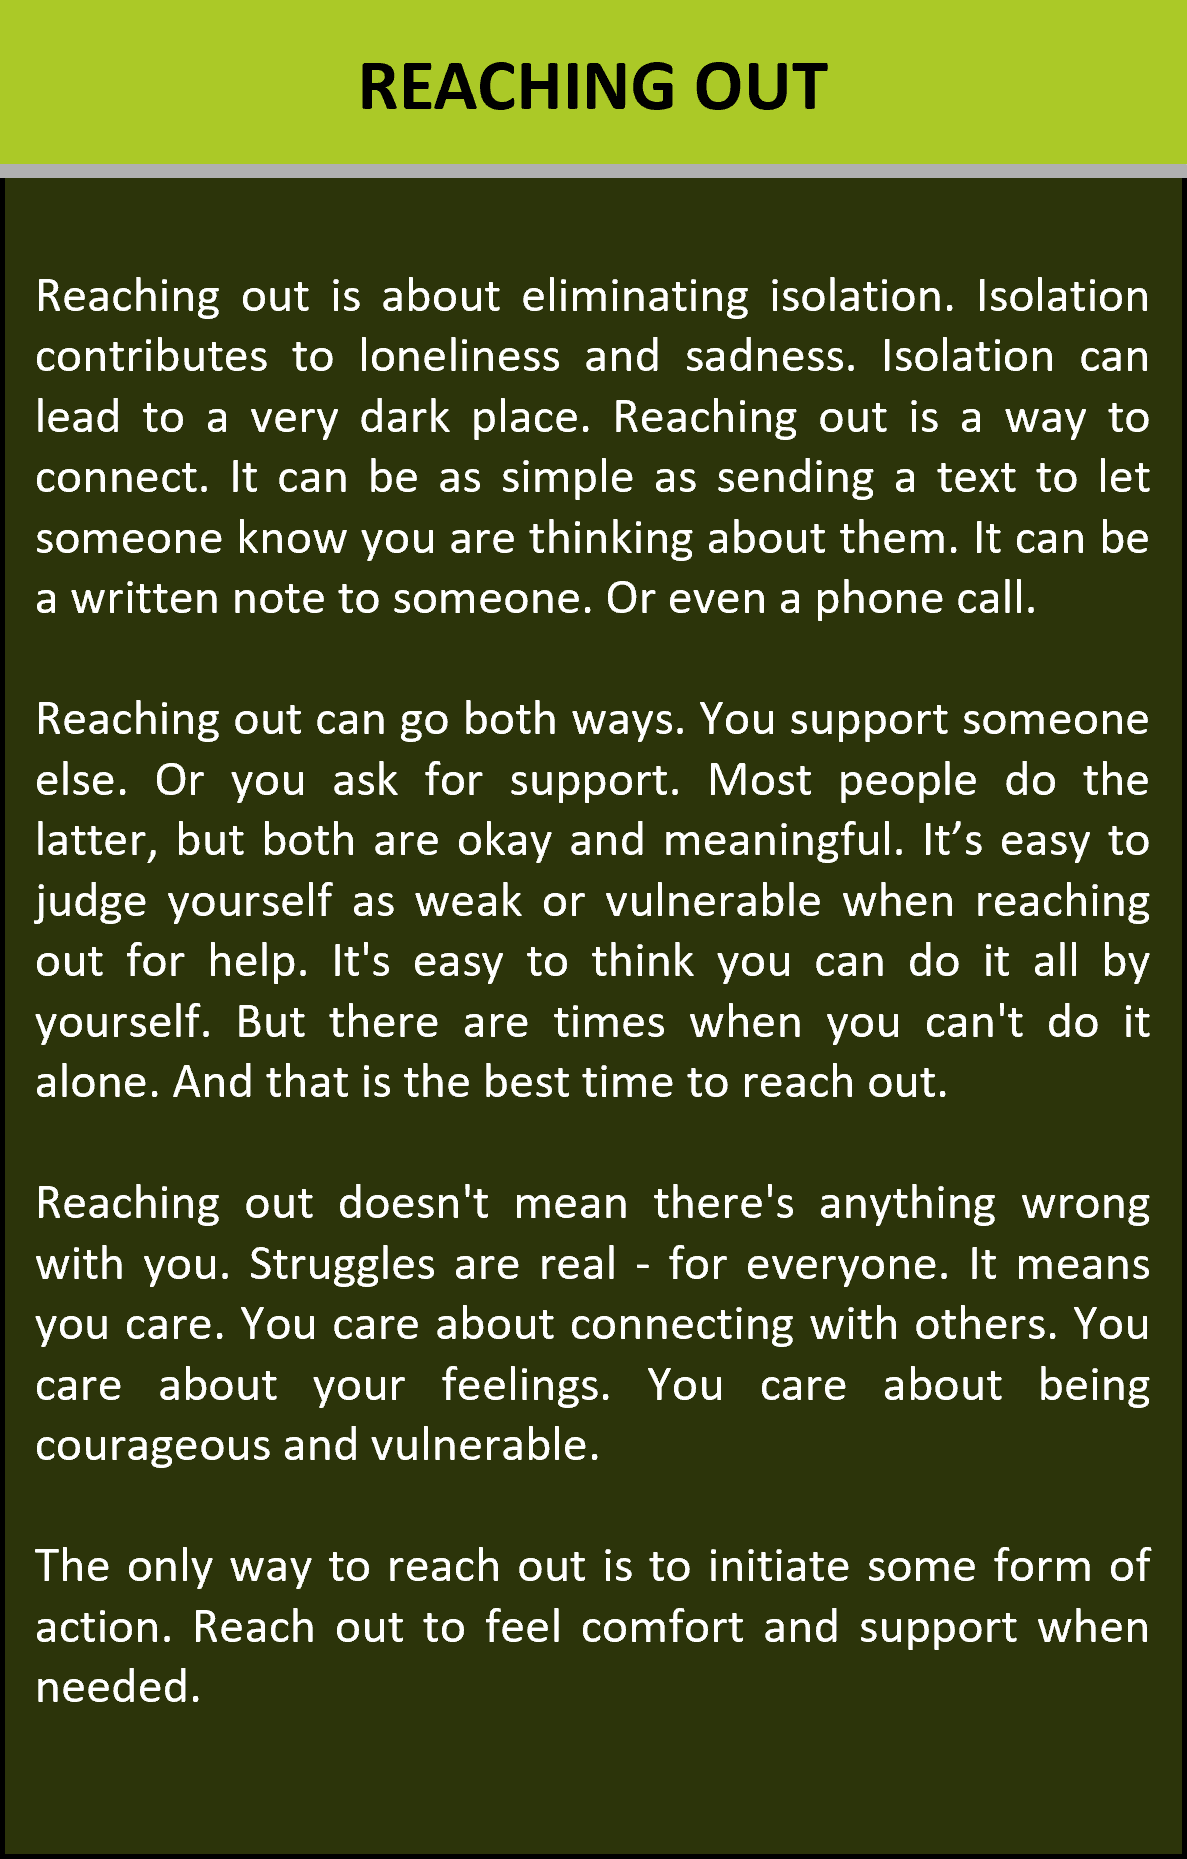 REACHING OUT
Reaching out is about eliminating isolation. Isolation
contributes to loneliness and sadness. Isolation can
lead to a very dark place. Reaching out is a way to
connect. It can be as simple as sending a text to let
someone know you are thinking about them. It can be
a written note to someone. Or even a phone call.
Reaching out can go both ways. You support someone
else. Or you ask for support. Most people do the
latter, but both are okay and meaningful. It’s easy to
judge yourself as weak or vulnerable when reaching
out for help. It's easy to think you can do it all by
yourself. But there are times when you can't do it
alone. And that is the best time to reach out.
Reaching out doesn't mean there's anything wrong
with you. Struggles are real - for everyone. It means
you care. You care about connecting with others. You
care about your feelings. You care about being
courageous and vulnerable.
The only way to reach out is to initiate some form of
action. Reach out to feel comfort and support when
needed.